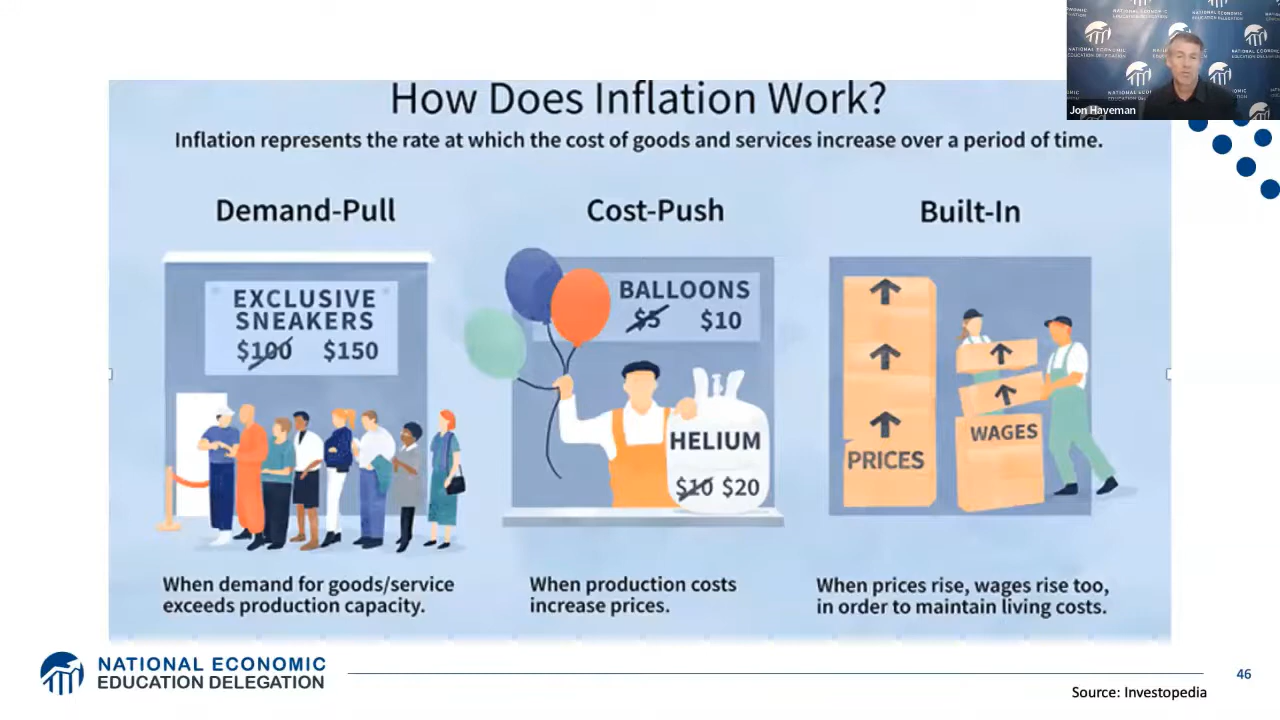 How Does Inflation Work?
Inflation represents the rate at which the cost of goods and services increase over a period of time.
Demand-Pull
EXCLUSIVE
SNEAKERS
$100 $150
When demand for goods/service
exceeds production capacity.
Cost-Push
BALLOONS
$5 $10
HELIUM
$10 $20
When production costs
increase prices.
Built-In
PRICES
WAGES
When prices rise, wages rise too,
in order to maintain living costs.
NATIONAL ECONOMIC
EDUCATION DELEGATION
46
Source: Investopedia
Jon Haveman
NATIONAL ECONOMIC